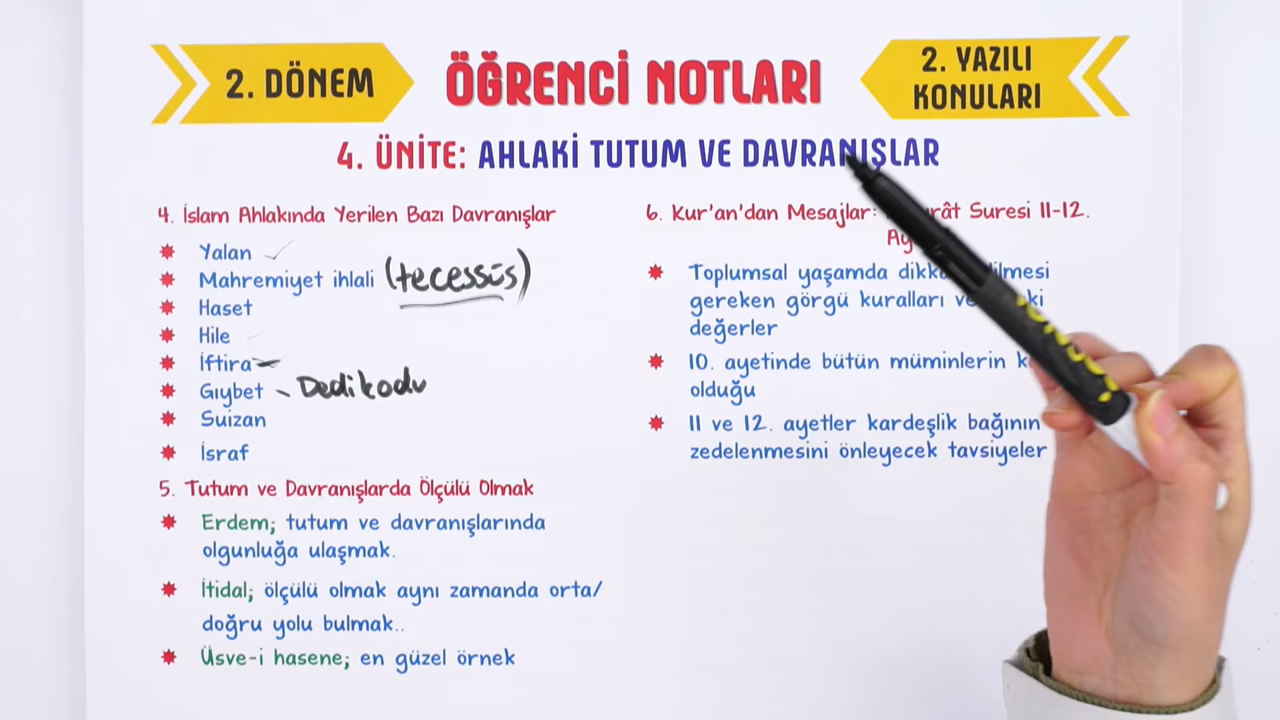 2. DÖNEM
ÖĞRENCİ NOTLARI
2. YAZILI
KONULARI
4. ÜNİTE: AHLAKİ TUTUM VE DAVRANIŞLAR
4. İslam Ahlakında Yerilen Bazı Davranışlar
Yalan
Mahremiyet ihlali (tecessüs)
Haset
Hile
İftira
Gıybet - Dedikodu
Suizan
İsraf
5. Tutum ve Davranışlarda Ölçülü Olmak
Erdem; tutum ve davranışlarında
olgunluğa ulaşmak.
İtidal; ölçülü olmak aynı zamanda orta/
doğru yolu bulmak..
Üsve-i hasene; en güzel örnek
6. Kur'an'dan Mesajlar: Suresi 11-12.
Toplumsal yaşamda
gereken görgü kuralları
değerler
10. ayetinde bütün müminlerin
olduğu
11 ve 12. ayetler kardeşlik bağının
zedelenmesini önleyecek tavsiyeler